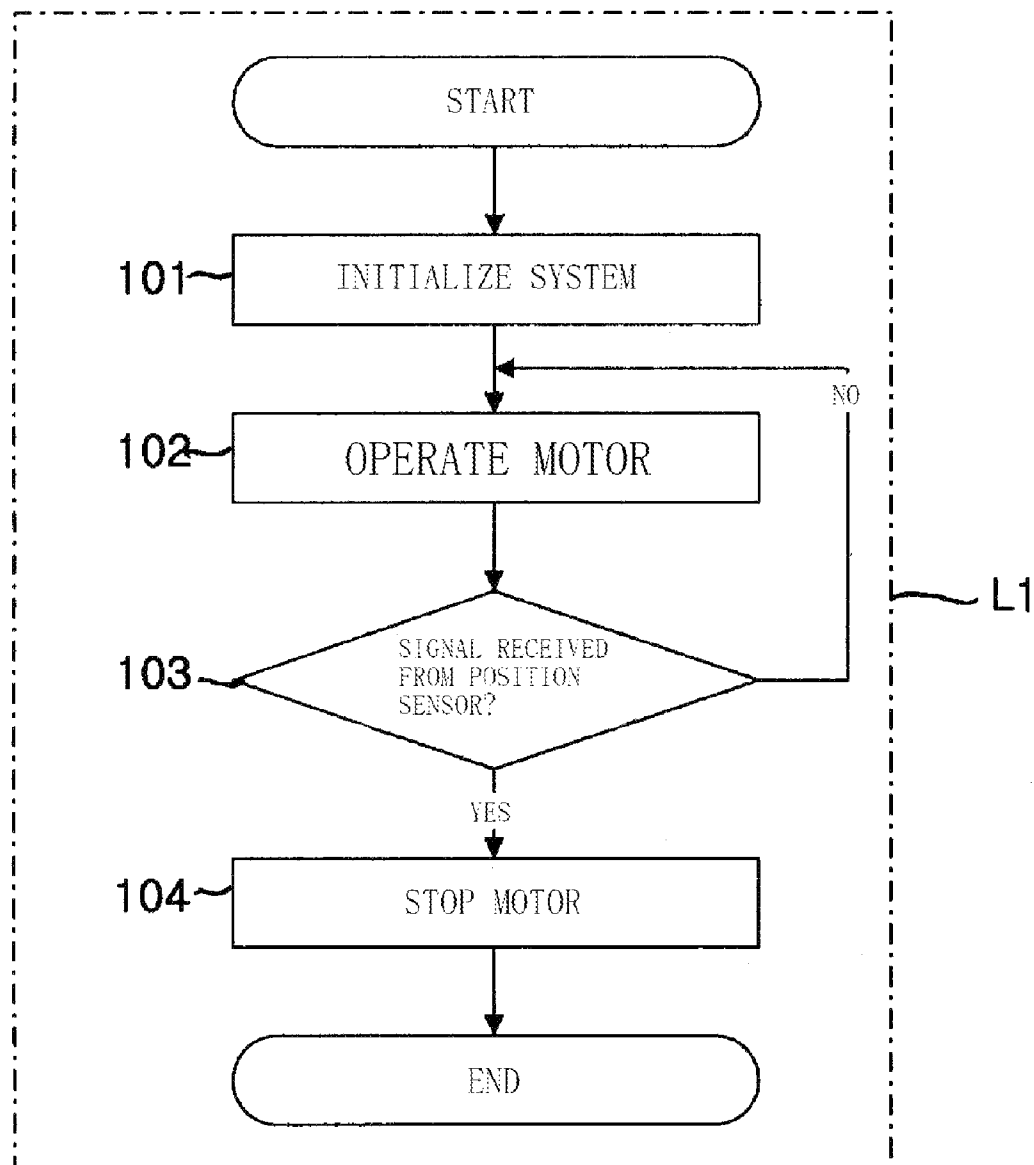 START
101
INITIALIZE SYSTEM
NO
102
OPERATE MOTOR
L1
103
SIGNAL RECEIVED
FROM POSITION
SENSOR?
YES
104
STOP MOTOR
END